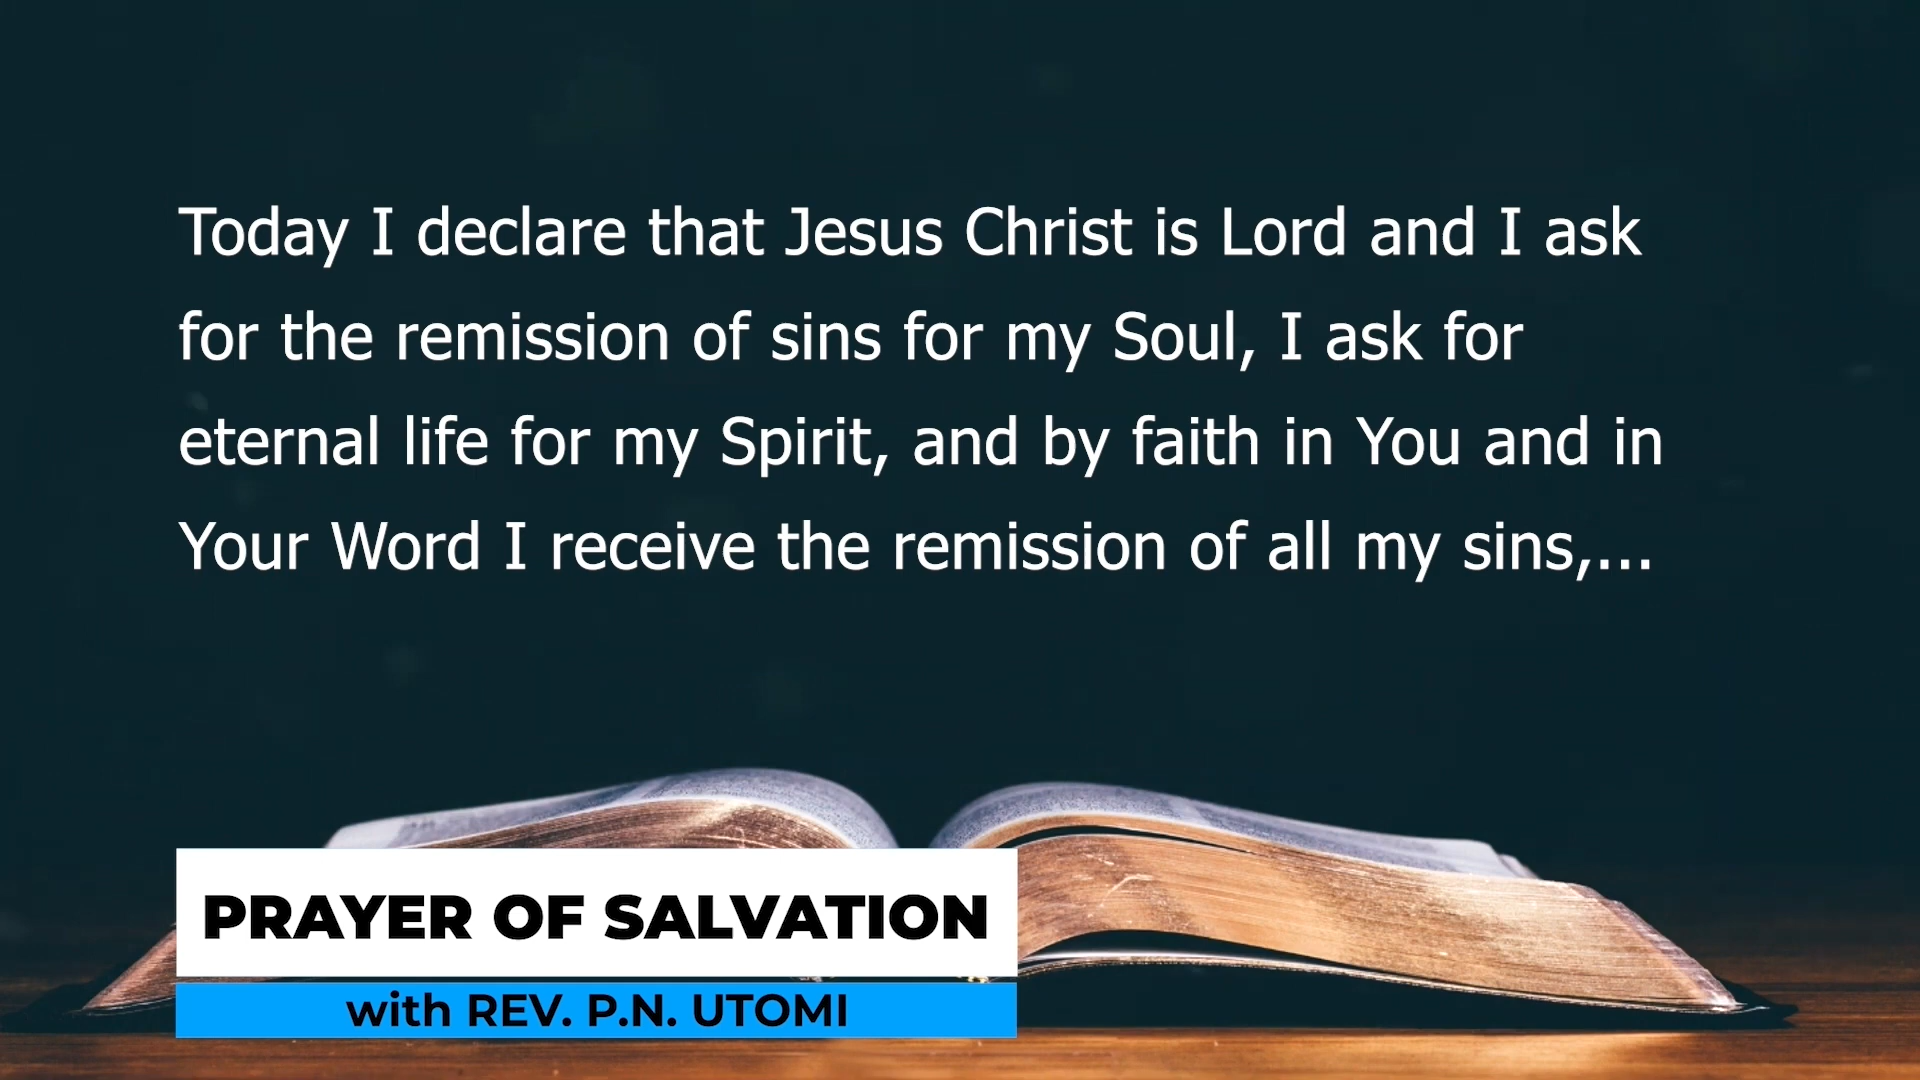 Today I declare that Jesus Christ is Lord and I ask
for the remission of sins for my Soul, I ask for
eternal life for my Spirit, and by faith in You and in
Your Word I receive the remission of all my sins,...
PRAYER OF SALVATION
with REV. P.N. UTOMI